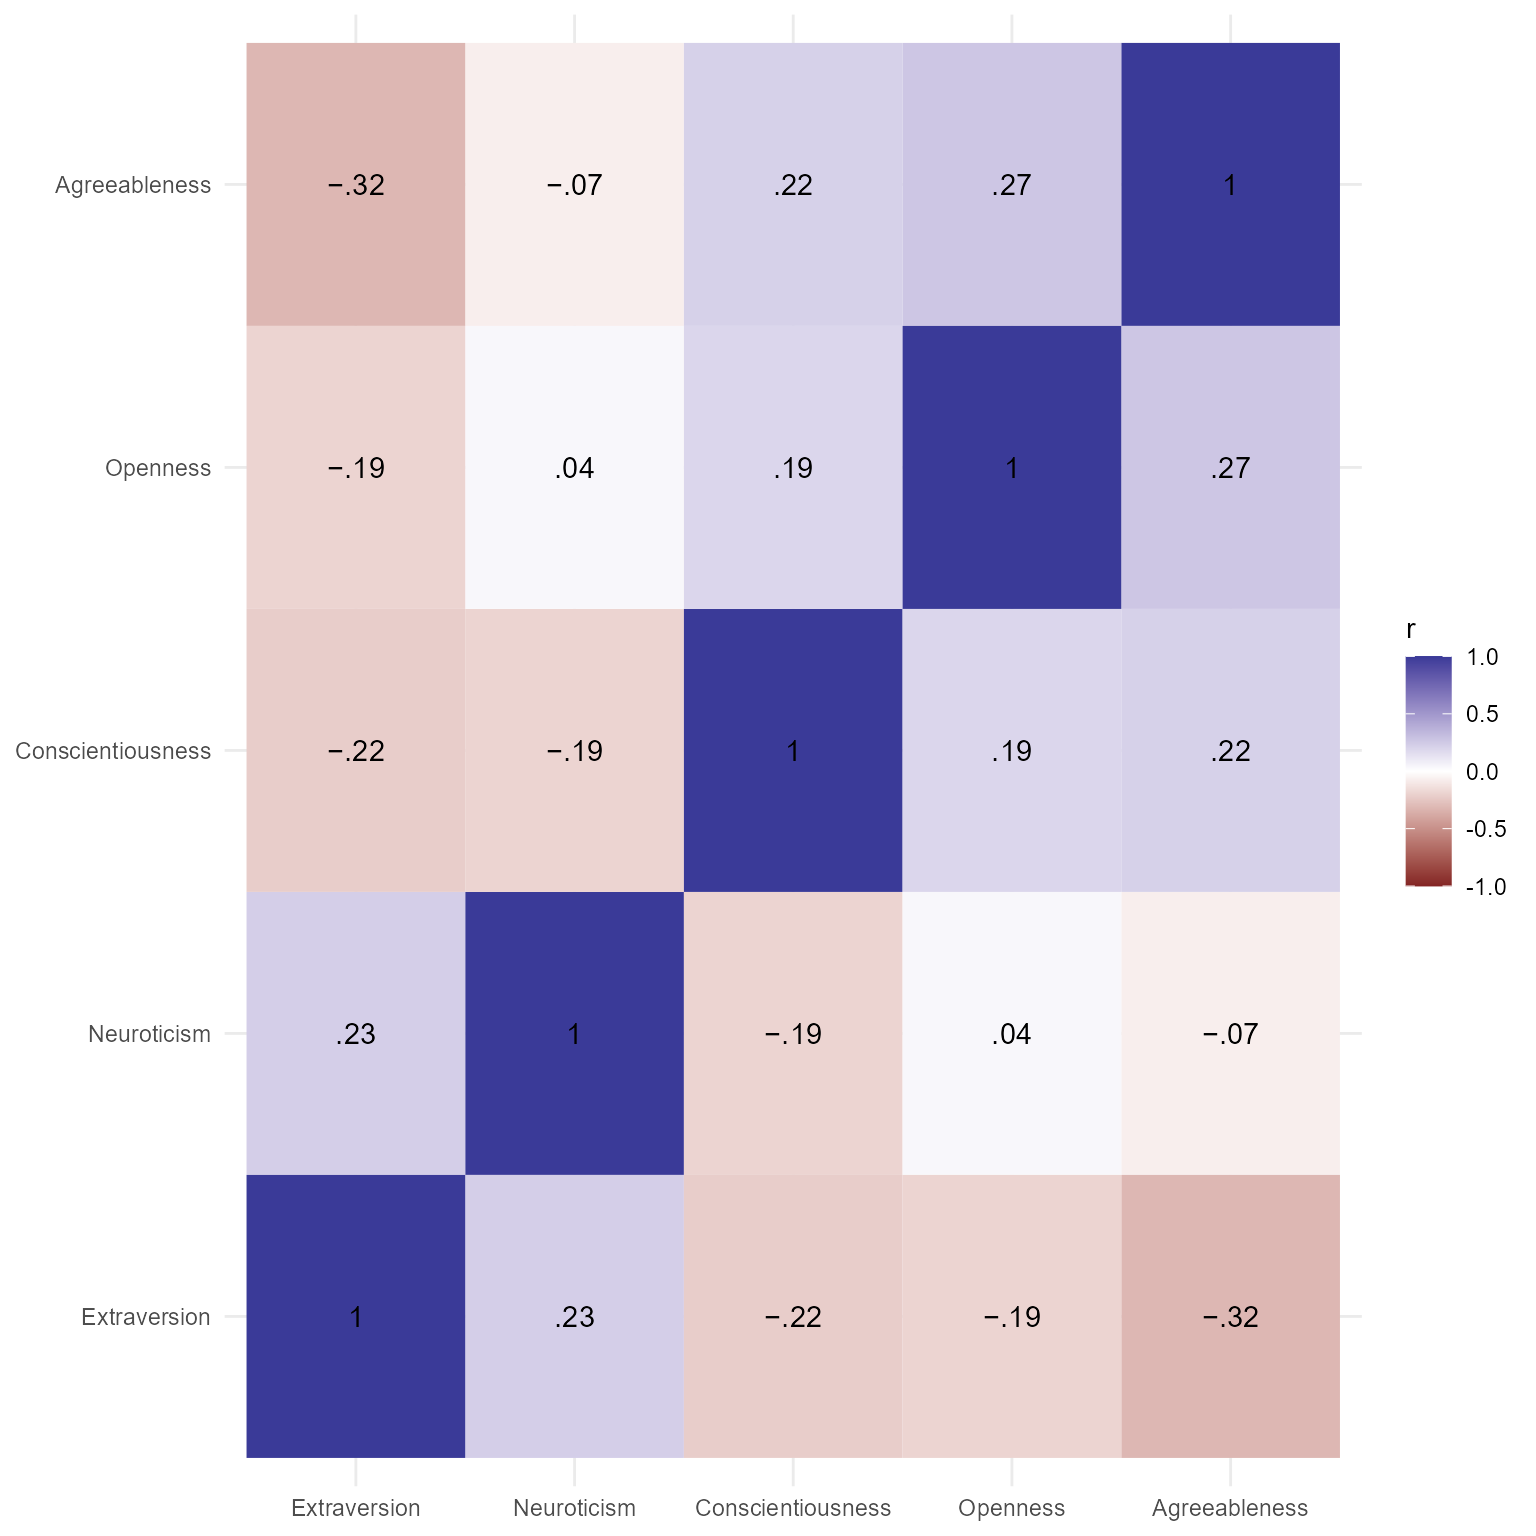 Agreeableness −.32 −.07 .22 .27 1
Openness −.19 .04 .19 1 .27
Conscientiousness −.22 −.19 1 .19 .22
Neuroticism .23 1 −.19 .04 −.07
Extraversion 1 .23 −.22 −.19 −.32
Extraversion Neuroticism Conscientiousness Openness Agreeableness
r
1.0
0.5
0.0
-0.5
-1.0